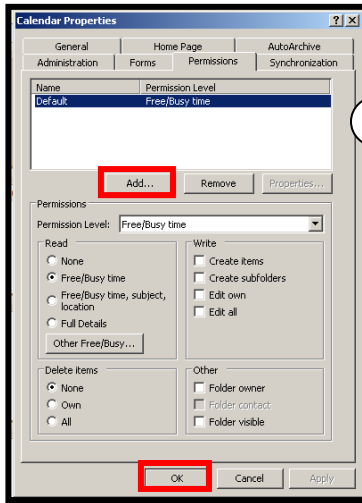 Calendar Properties
General Home Page AutoArchive
Administration Forms Permissions Synchronization
Name Permission Level
Default Free/Busy time
Add... Remove Properties...
Permissions
Permission Level: Free/Busy time
Read
None
Free/Busy time
Free/Busy time, subject,
location
Full Details
Other Free/Busy...
Write
Create items
Create subfolders
Edit own
Edit all
Delete items
None
Own
All
Other
Folder owner
Folder contact
Folder visible
OK Cancel Apply